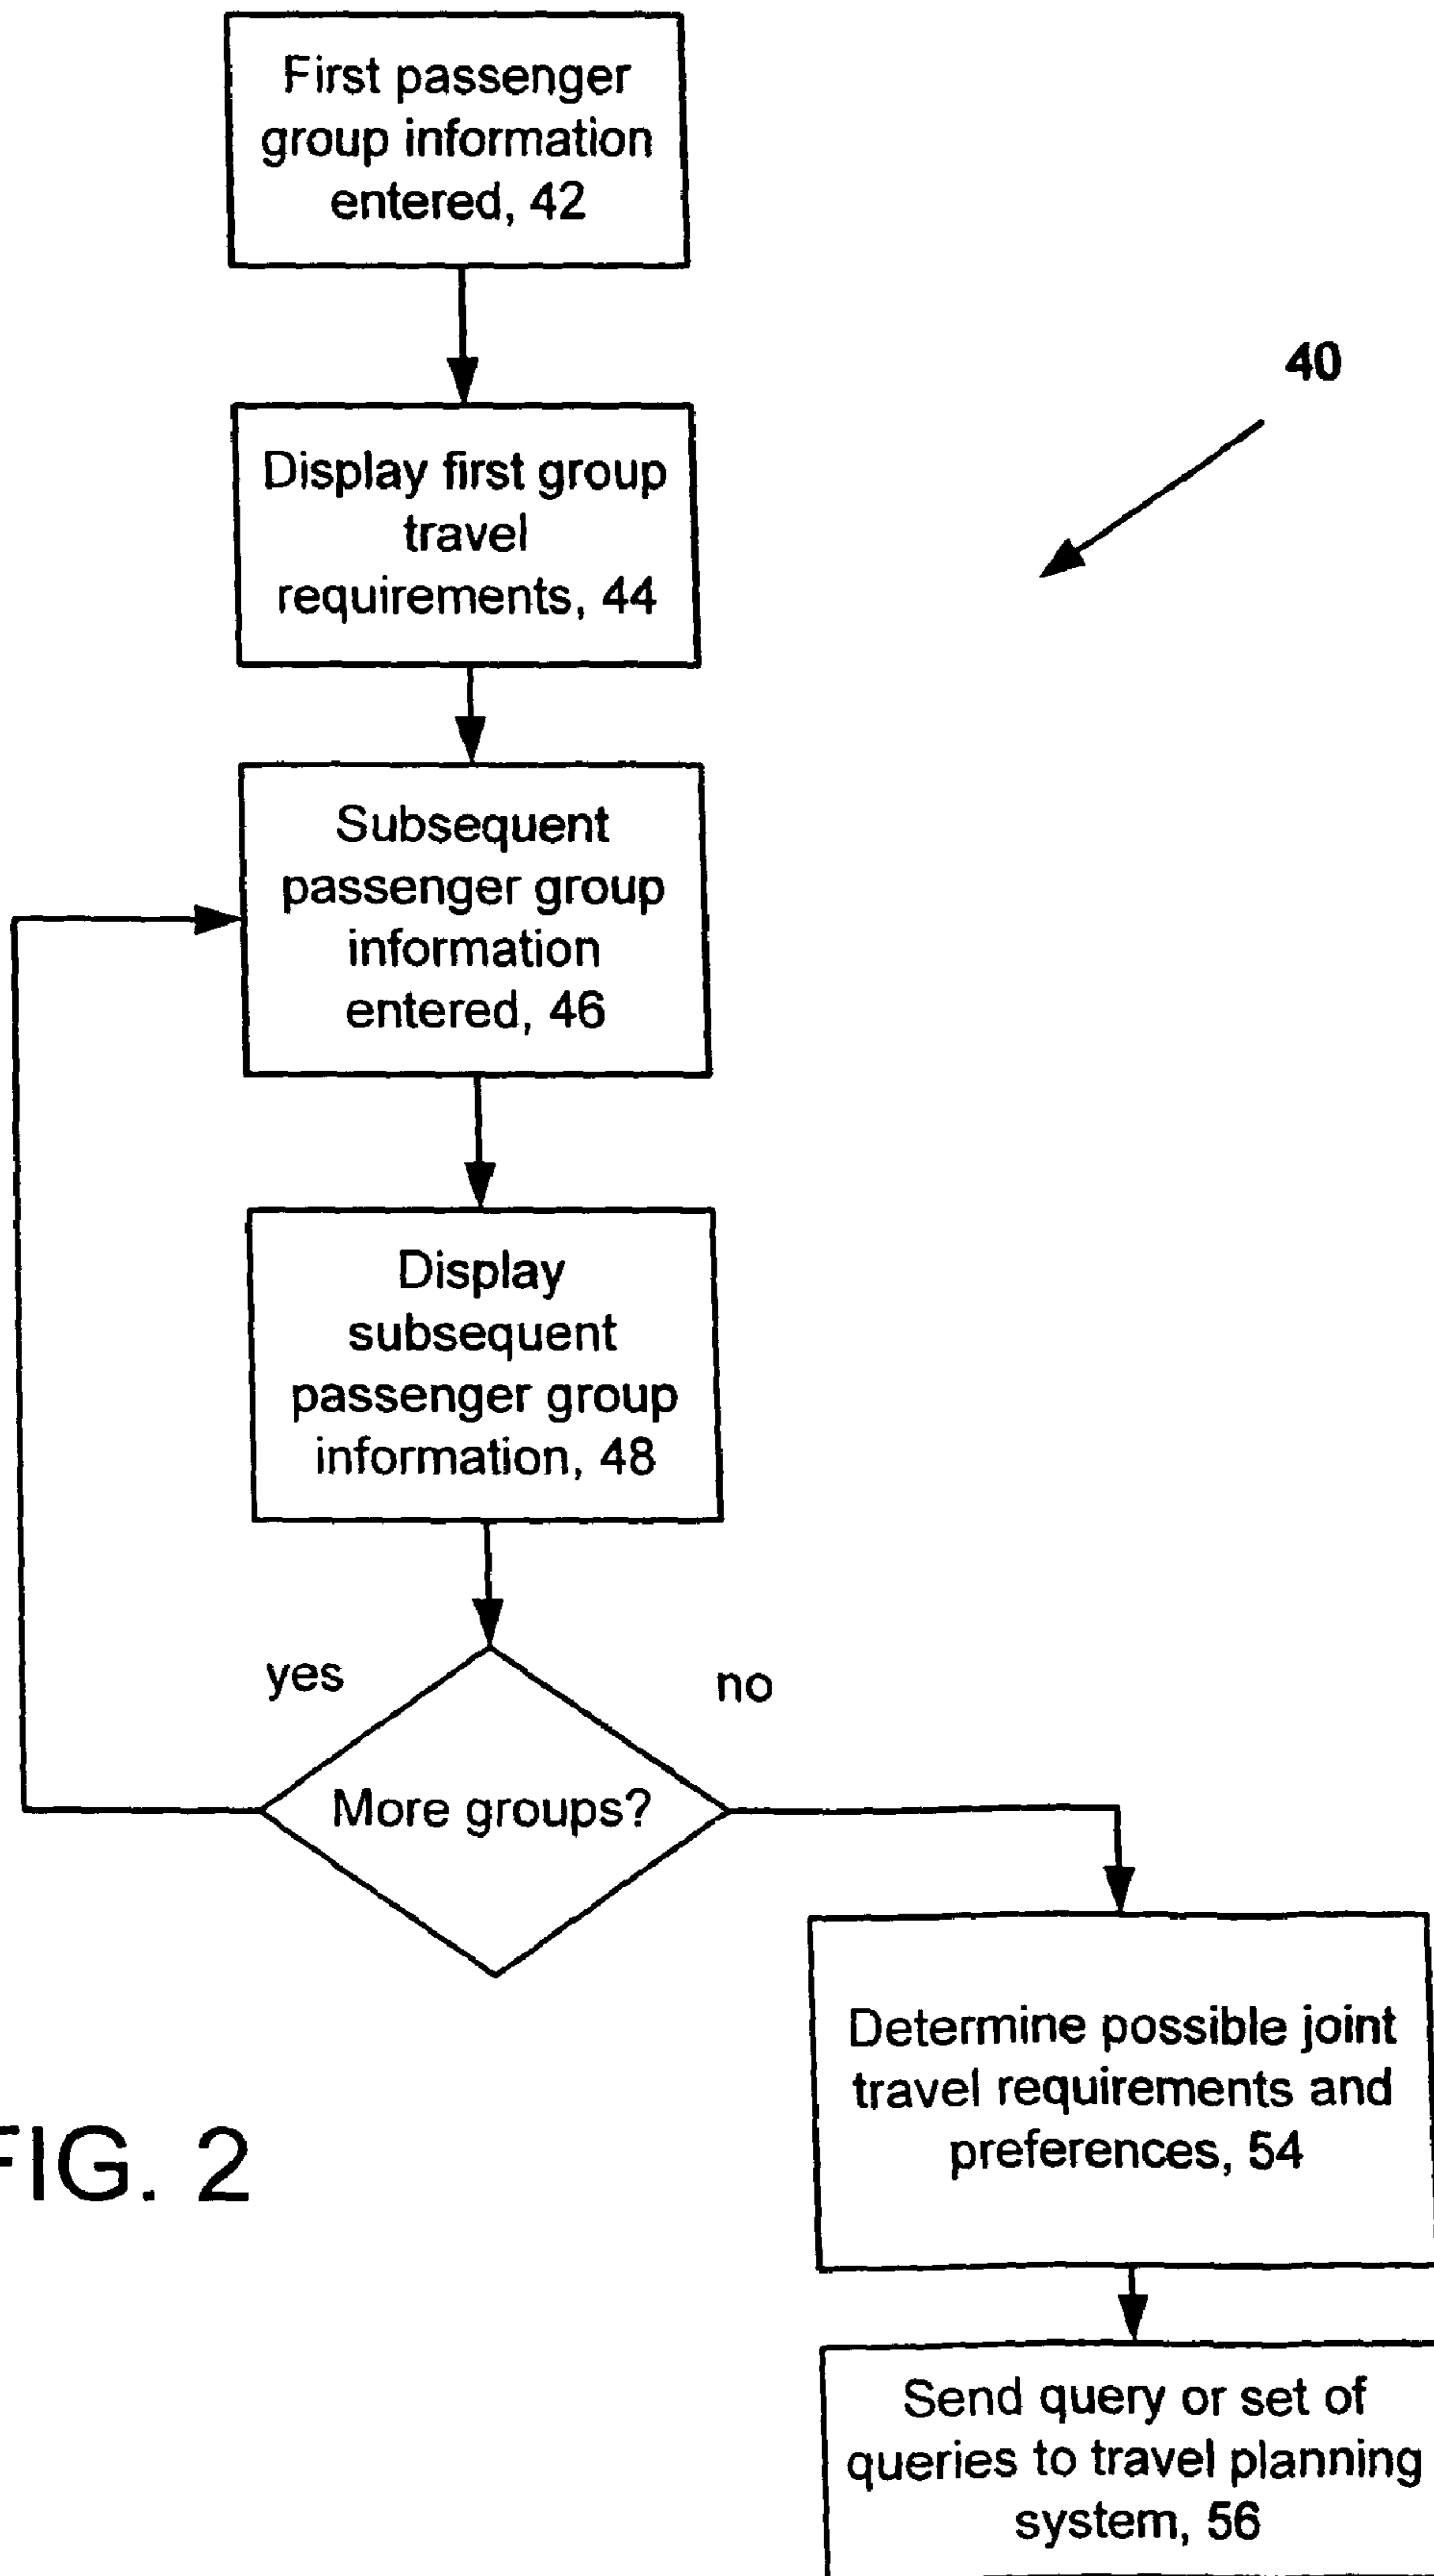 First passenger
group information
entered, 42
40
Display first group
travel
requirements, 44
Subsequent
passenger group
information
entered, 46
Display
subsequent
passenger group
information, 48
yes
no
More groups?
Determine possible joint
travel requirements and
preferences, 54
FIG. 2
Send query or set of
queries to travel planning
system, 56